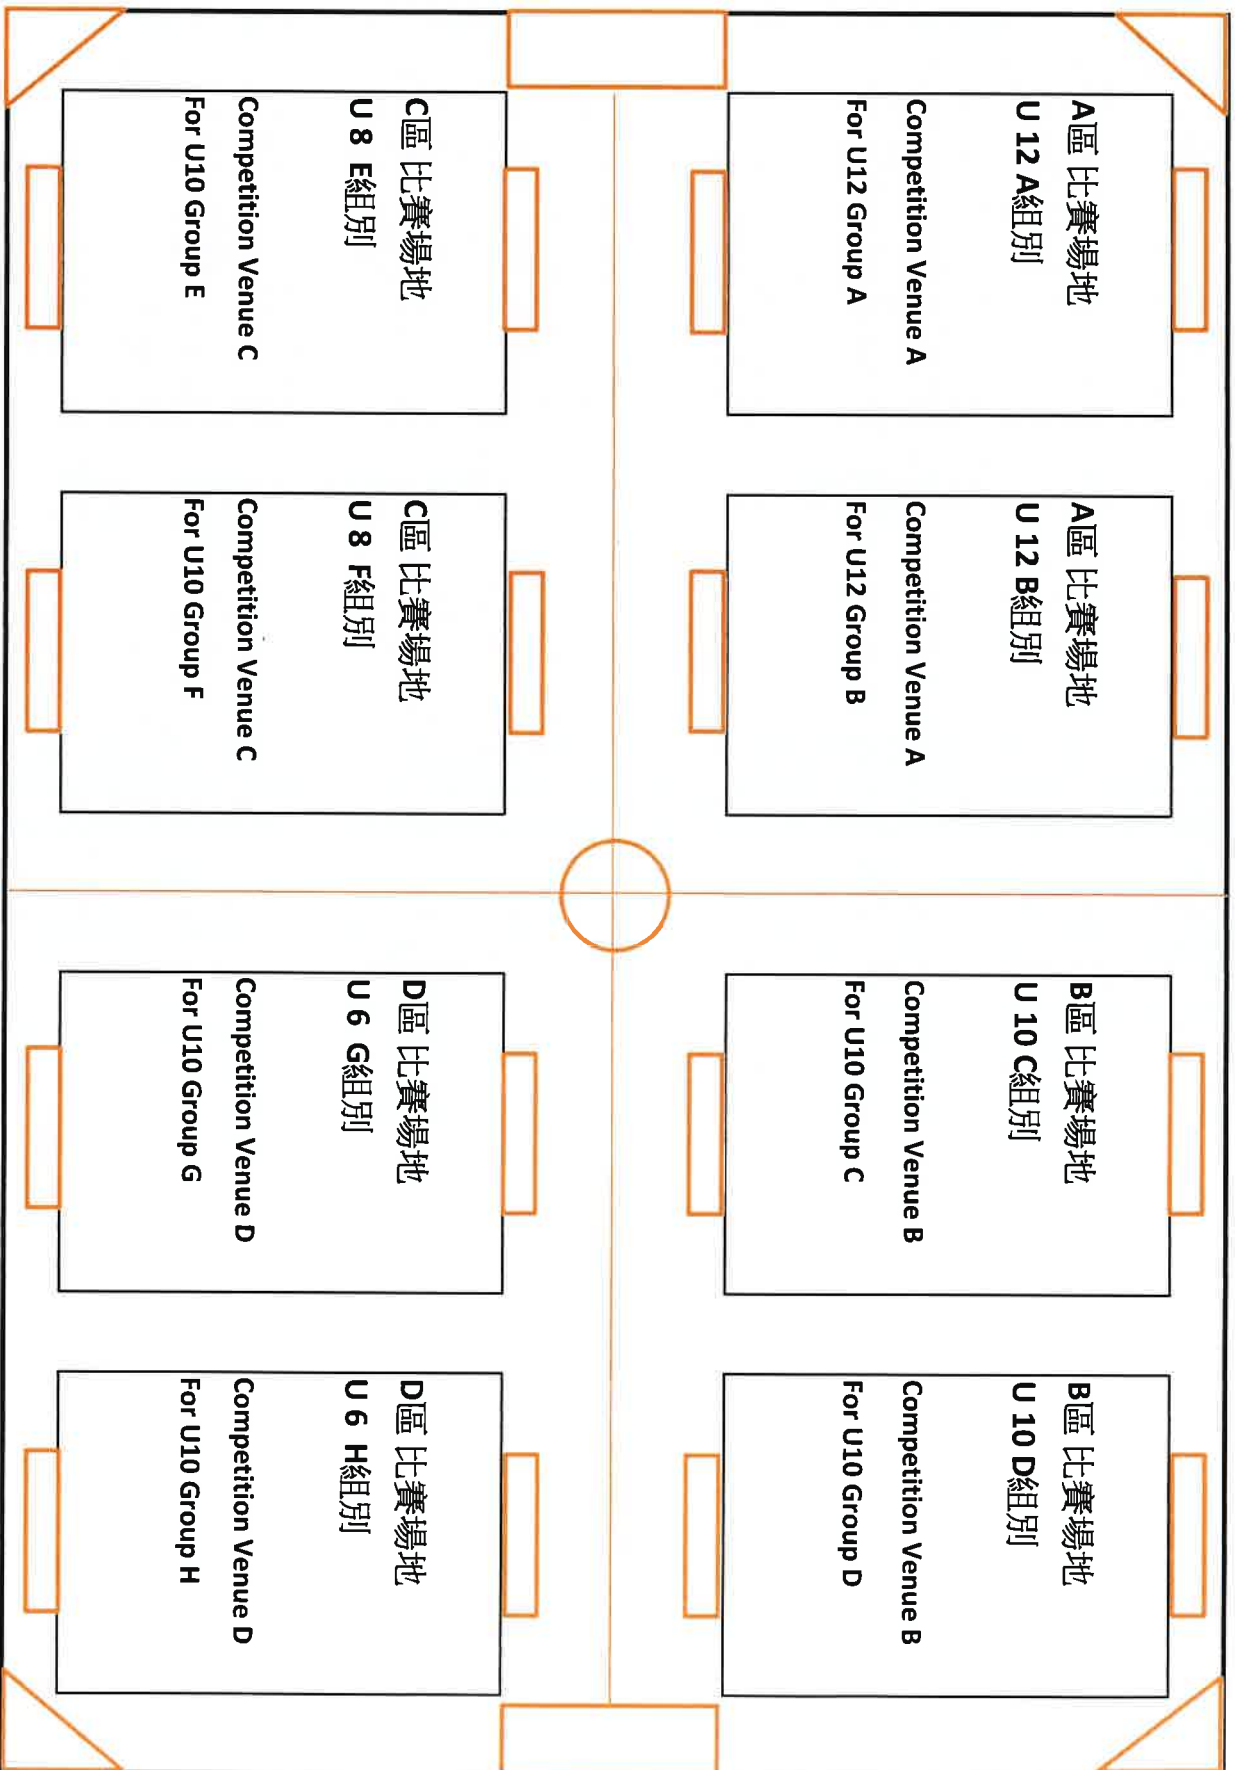 A區 比賽場地
U 12 A組別
Competition Venue A
For U12 Group A
A區 比賽場地
U 12 B組別
Competition Venue A
For U12 Group B
B區 比賽場地
U 10 C組別
Competition Venue B
For U10 Group C
B區 比賽場地
U 10 D組別
Competition Venue B
For U10 Group D
C區 比賽場地
U 8 E組別
Competition Venue C
For U10 Group E
C區 比賽場地
U 8 F組別
Competition Venue C
For U10 Group F
D區 比賽場地
U 6 G組別
Competition Venue D
For U10 Group G
D區 比賽場地
U 6 H組別
Competition Venue D
For U10 Group H